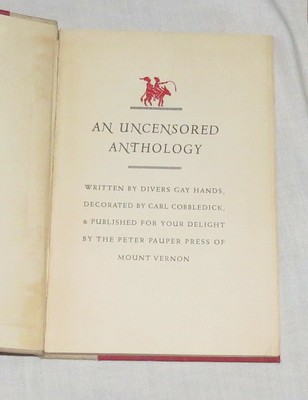 AN UNCENSORED
ANTHOLOGY
WRITTEN BY DIVERS GAY HANDS,
DECORATED BY CARL COBBLEDICK,
& PUBLISHED FOR YOUR DELIGHT
BY THE PETER PAUPER PRESS OF
MOUNT VERNON